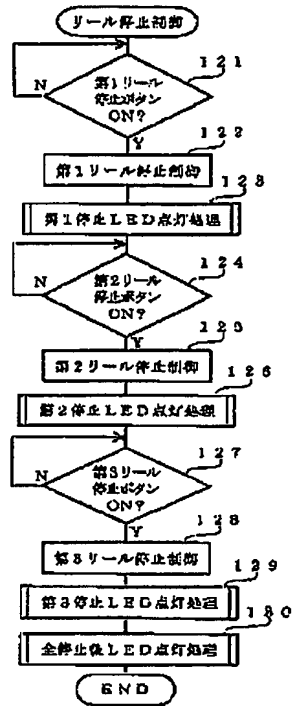 リール停止制御
121
N
第1リール
停止ボタン
ON?
Y
122
第1リール停止制御
123
第1停止LED点灯処理
124
N
第2リール
停止ボタン
ON?
Y
125
第2リール停止制御
126
第2停止LED点灯処理
127
N
第3リール
停止ボタン
ON?
Y
128
第3リール停止制御
129
第3停止LED点灯処理
130
全停止後LED点灯処理
END